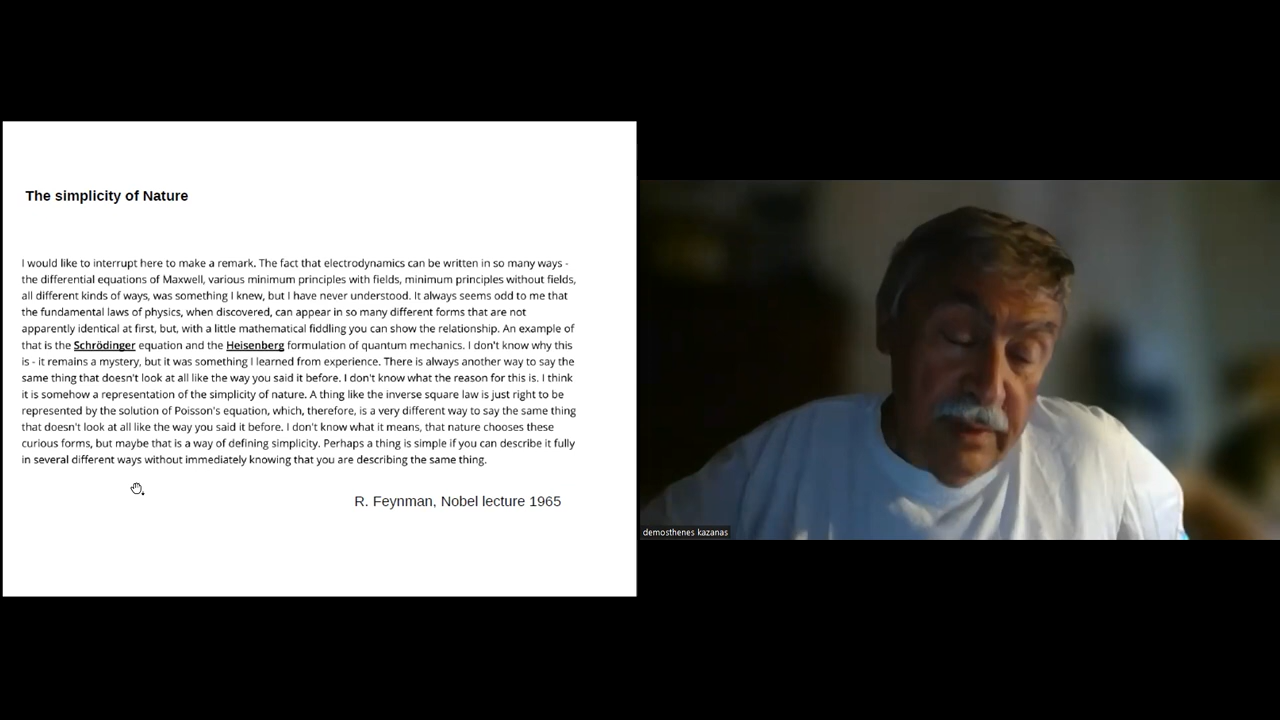 The simplicity of Nature
I would like to interrupt here to make a remark. The fact that electrodynamics can be written in so many ways -
the differential equations of Maxwell, various minimum principles with fields, minimum principles without fields,
all different kinds of ways, was something I knew, but I have never understood. It always seems odd to me that
the fundamental laws of physics, when discovered, can appear in so many different forms that are not
apparently identical at first, but, with a little mathematical fiddling you can show the relationship. An example of
that is the Schrödinger equation and the Heisenberg formulation of quantum mechanics. I don't know why this
is - it remains a mystery, but it was something I learned from experience. There is always another way to say the
same thing that doesn't look at all like the way you said it before. I don't know what the reason for this is. I think
it is somehow a representation of the simplicity of nature. A thing like the inverse square law is just right to be
represented by the solution of Poisson's equation, which, therefore, is a very different way to say the same thing
that doesn't look at all like the way you said it before. I don't know what it means, that nature chooses these
curious forms, but maybe that is a way of defining simplicity. Perhaps a thing is simple if you can describe it fully
in several different ways without immediately knowing that you are describing the same thing.
R. Feynman, Nobel lecture 1965
demosthenes kazanas